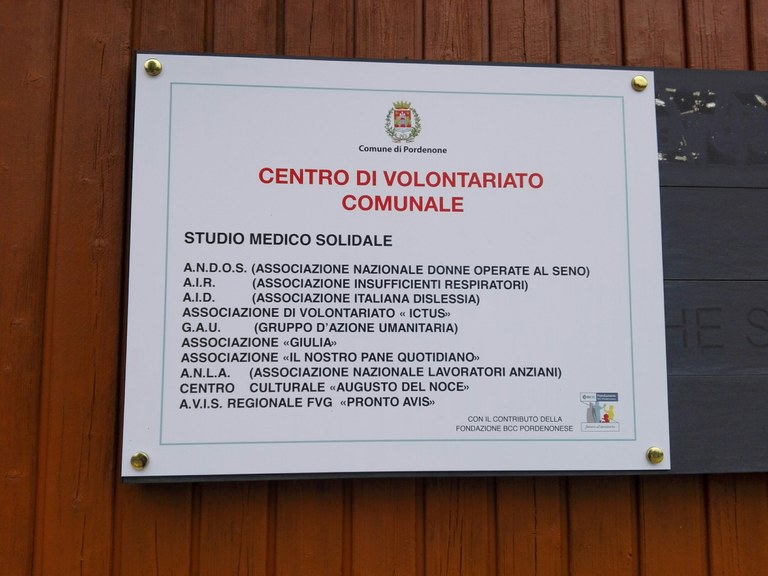 Comune di Pordenone
CENTRO DI VOLONTARIATO
COMUNALE
STUDIO MEDICO SOLIDALE
A.N.D.O.S. (ASSOCIAZIONE NAZIONALE DONNE OPERATE AL SENO)
A.I.R. (ASSOCIAZIONE INSUFFICIENTI RESPIRATORI)
A.I.D. (ASSOCIAZIONE ITALIANA DISLESSIA)
ASSOCIAZIONE DI VOLONTARIATO « ICTUS»
G.A.U. (GRUPPO D'AZIONE UMANITARIA)
ASSOCIAZIONE «GIULIA»
ASSOCIAZIONE «IL NOSTRO PANE QUOTIDIANO»
A.N.L.A. (ASSOCIAZIONE NAZIONALE LAVORATORI ANZIANI)
CENTRO CULTURALE «AUGUSTO DEL NOCE»
A.V.I.S. REGIONALE FVG «PRONTO AVIS»
CON IL CONTRIBUTO DELLA
FONDAZIONE BCC PORDENONESE